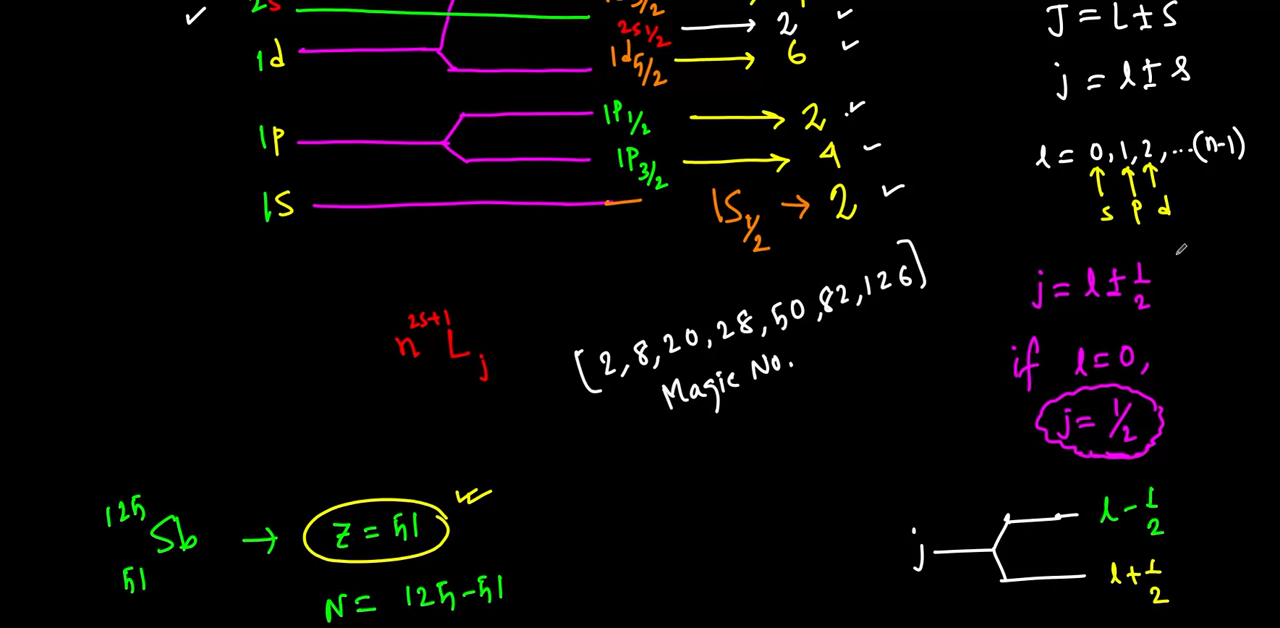 2s½ → 2 ✓
1d 1d5/2 → 6 ✓
1P1/2 → 2 ✓
1p
1P3/2 → 4 ✓
1S 1S1/2 → 2 ✓
n^{2s+1}L_j
[2, 8, 20, 28, 50, 82, 126]
Magic No.
125
Sb → Z = 51
51
N = 125-51
J = L ± S
j = l ± s
l = 0, 1, 2, ...(n-1)
s p d
j = l ± 1/2
if l = 0,
j = 1/2
l - 1/2
j
l + 1/2